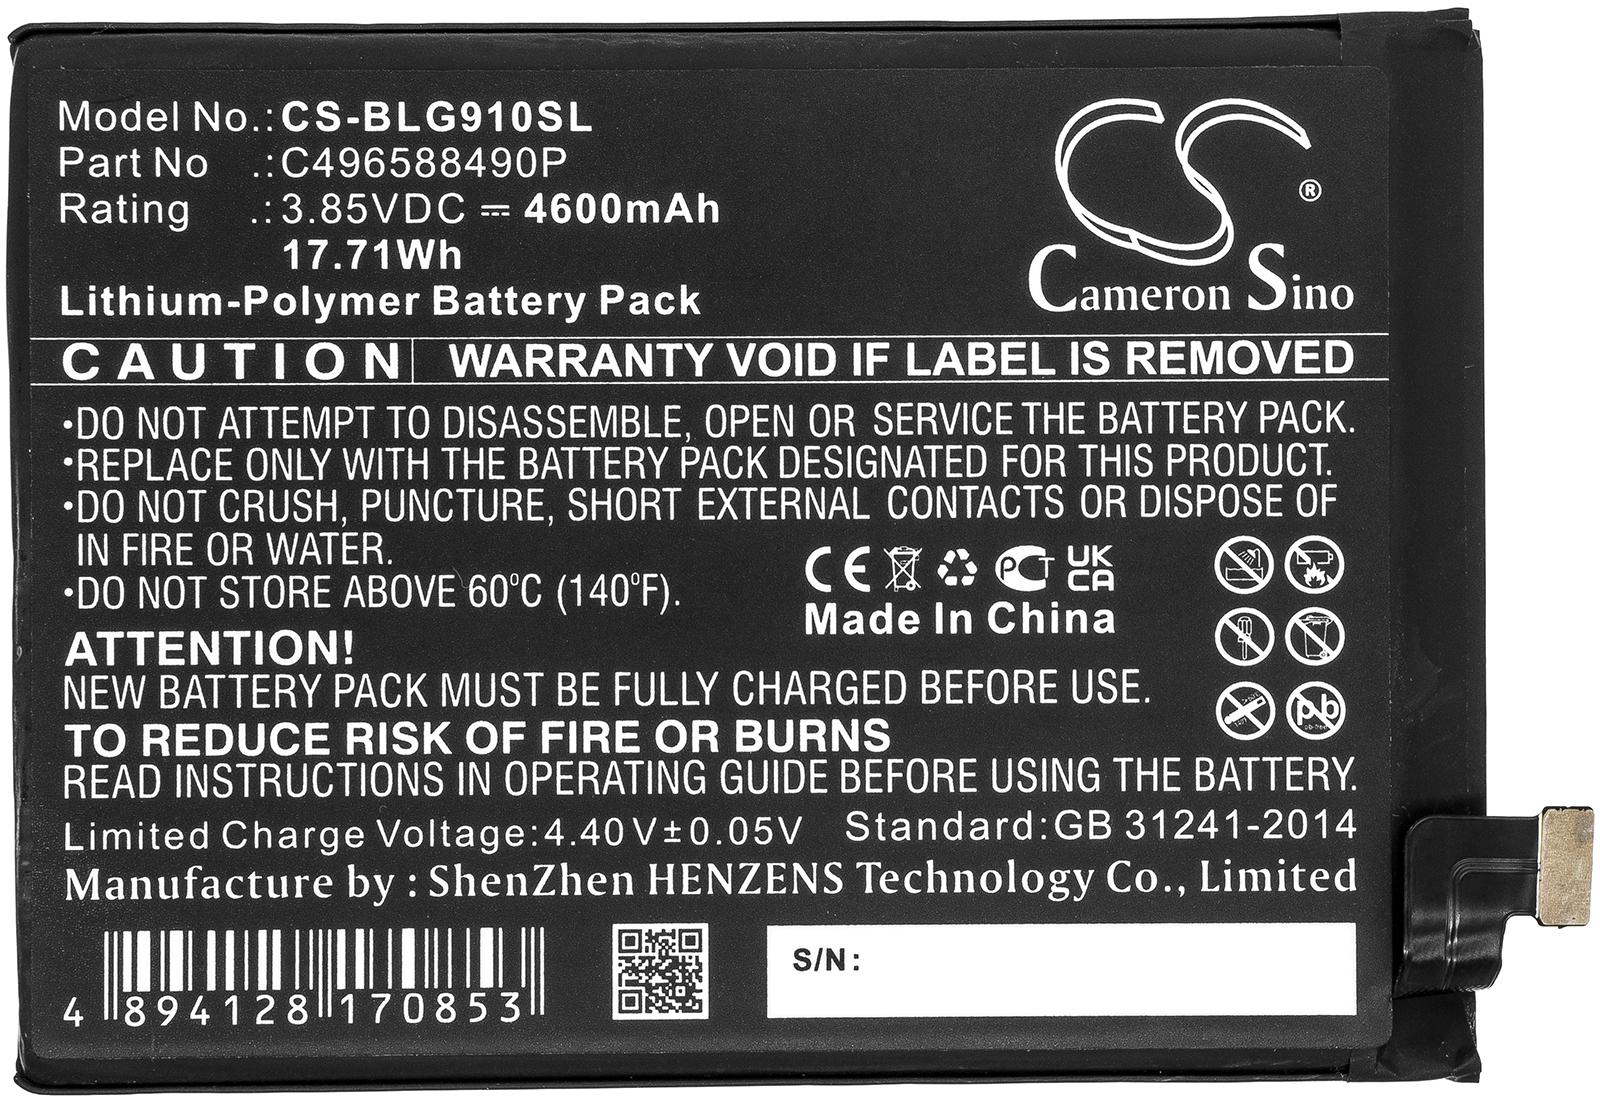 Model No.:CS-BLG910SL
Part No .:C496588490P
Rating .:3.85VDC ⎓ 4600mAh
17.71Wh
Lithium-Polymer Battery Pack
CS®
Cameron Sino
CAUTION WARRANTY VOID IF LABEL IS REMOVED
•DO NOT ATTEMPT TO DISASSEMBLE, OPEN OR SERVICE THE BATTERY PACK.
•REPLACE ONLY WITH THE BATTERY PACK DESIGNATED FOR THIS PRODUCT.
•DO NOT CRUSH, PUNCTURE, SHORT EXTERNAL CONTACTS OR DISPOSE OF
IN FIRE OR WATER.
•DO NOT STORE ABOVE 60°C (140°F).
CE PCT UK
CA
Made In China
Pb
ATTENTION!
NEW BATTERY PACK MUST BE FULLY CHARGED BEFORE USE.
TO REDUCE RISK OF FIRE OR BURNS
READ INSTRUCTIONS IN OPERATING GUIDE BEFORE USING THE BATTERY.
Limited Charge Voltage:4.40V±0.05V Standard:GB 31241-2014
Manufacture by : ShenZhen HENZENS Technology Co., Limited
4 894128 170853
S/N: